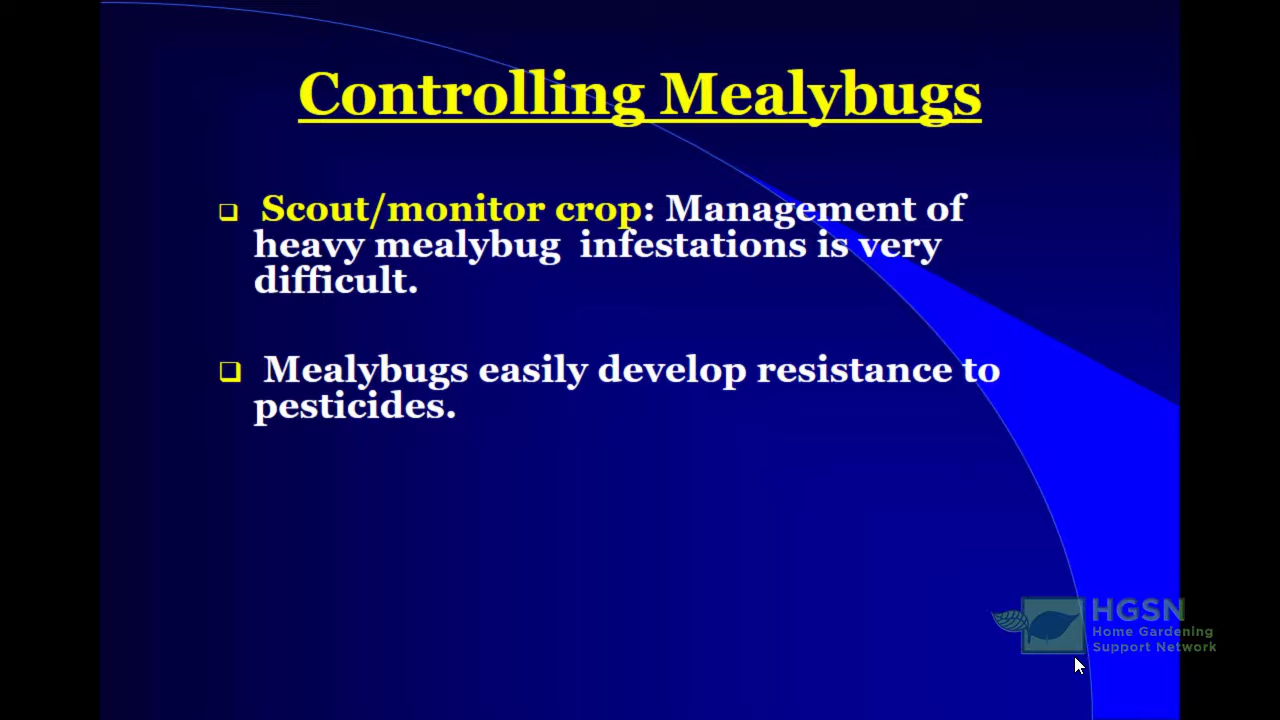 Controlling Mealybugs
Scout/monitor crop: Management of
heavy mealybug infestations is very
difficult.
Mealybugs easily develop resistance to
pesticides.
HGSN
Home Gardening
Support Network